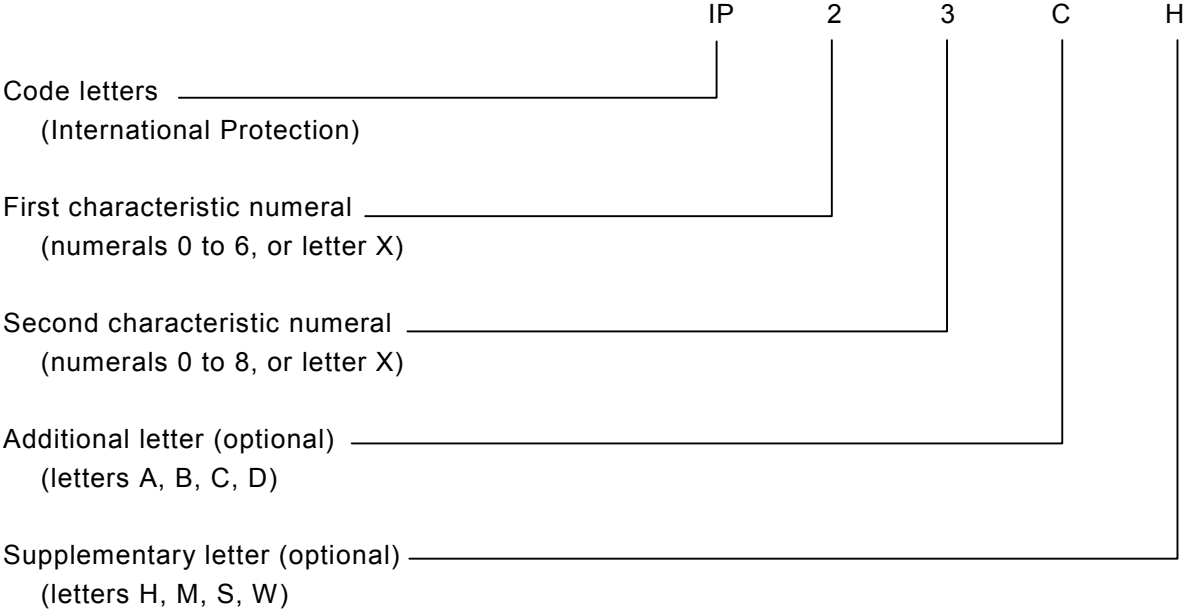 IP 2 3 C H
Code letters
(International Protection)
First characteristic numeral
(numerals 0 to 6, or letter X)
Second characteristic numeral
(numerals 0 to 8, or letter X)
Additional letter (optional)
(letters A, B, C, D)
Supplementary letter (optional)
(letters H, M, S, W)